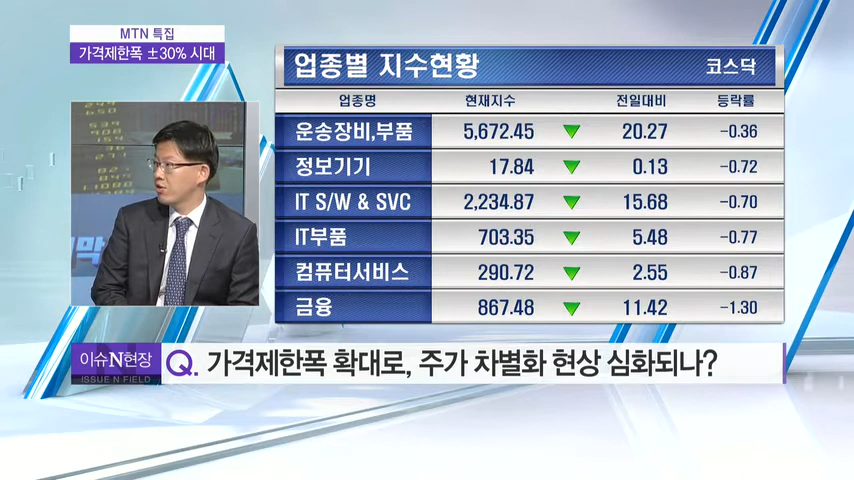 MTN 특집
가격제한폭 ±30% 시대
업종별 지수현황 코스닥
업종명 현재지수 전일대비 등락률
운송장비,부품 5,672.45 ▼ 20.27 -0.36
정보기기 17.84 ▼ 0.13 -0.72
IT S/W & SVC 2,234.87 ▼ 15.68 -0.70
IT부품 703.35 ▼ 5.48 -0.77
컴퓨터서비스 290.72 ▼ 2.55 -0.87
금융 867.48 ▼ 11.42 -1.30
막
이슈N현장
ISSUE N FIELD
Q. 가격제한폭 확대로, 주가 차별화 현상 심화되나?